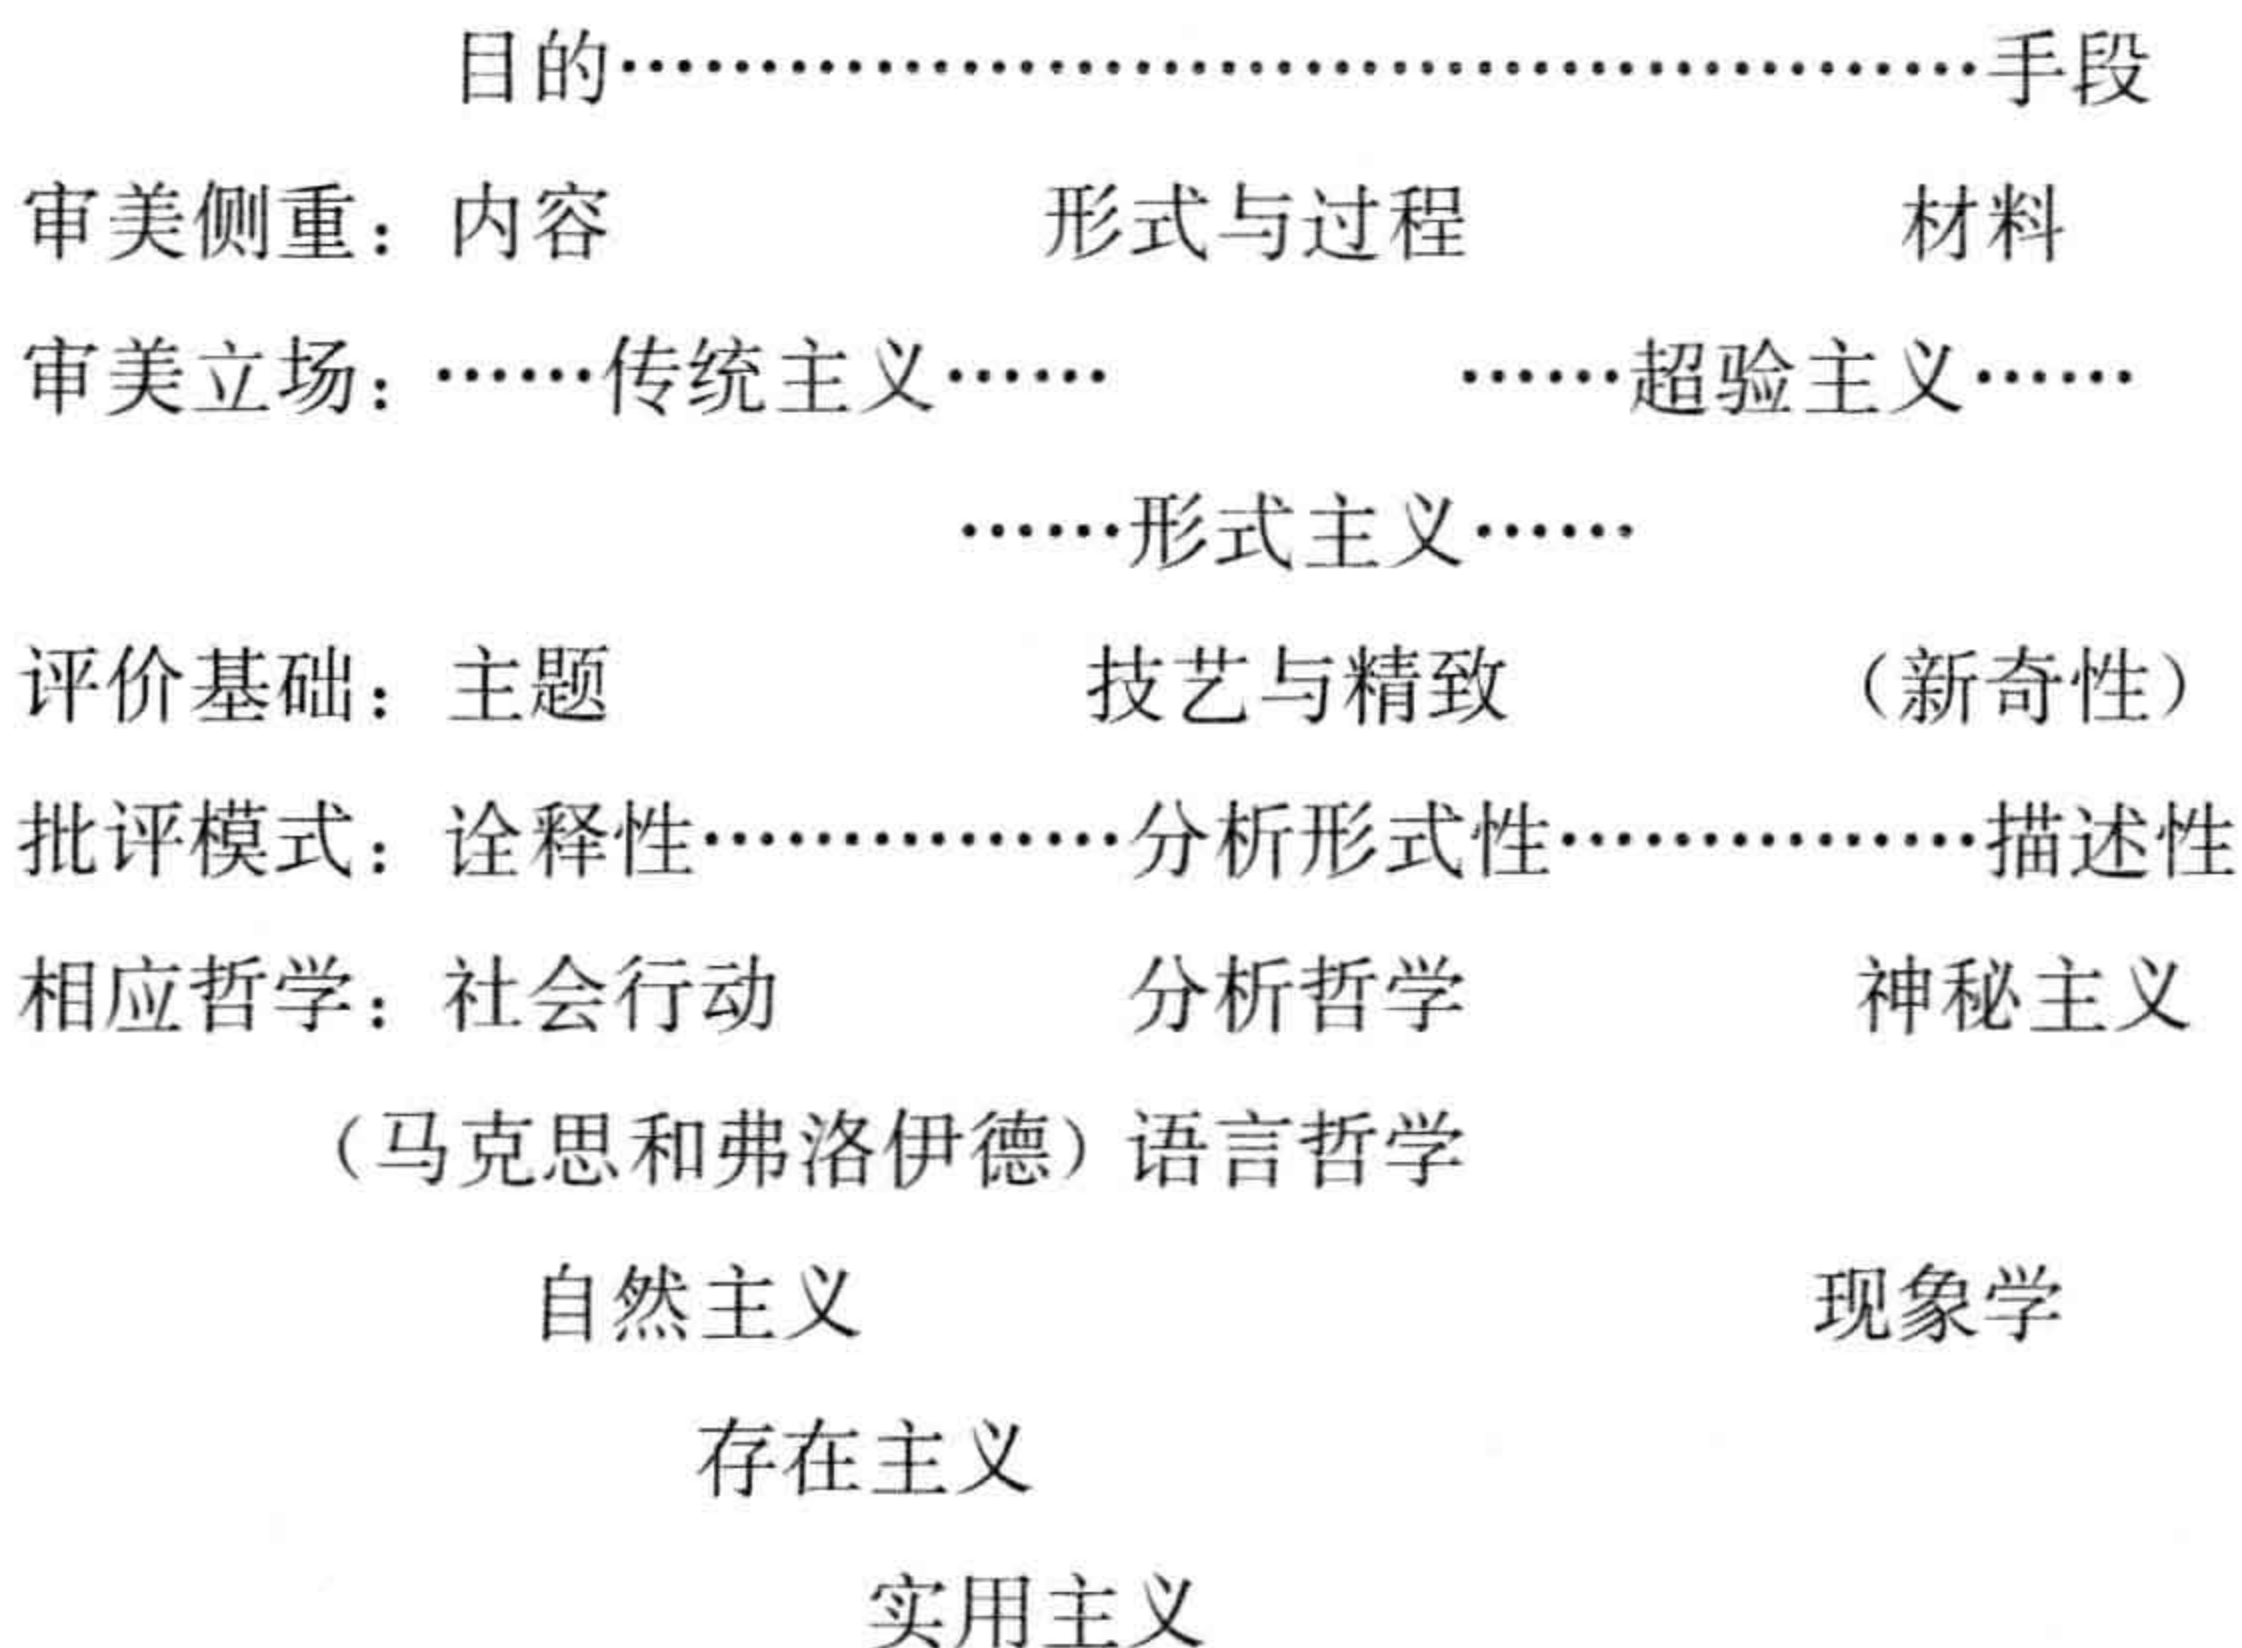 目的……………………………………………手段
审美侧重：内容 形式与过程 材料
审美立场：……传统主义…… ……超验主义……
……形式主义……
评价基础：主题 技艺与精致 （新奇性）
批评模式：诠释性……………分析形式性……………描述性
相应哲学：社会行动 分析哲学 神秘主义
（马克思和弗洛伊德）语言哲学
自然主义 现象学
存在主义
实用主义